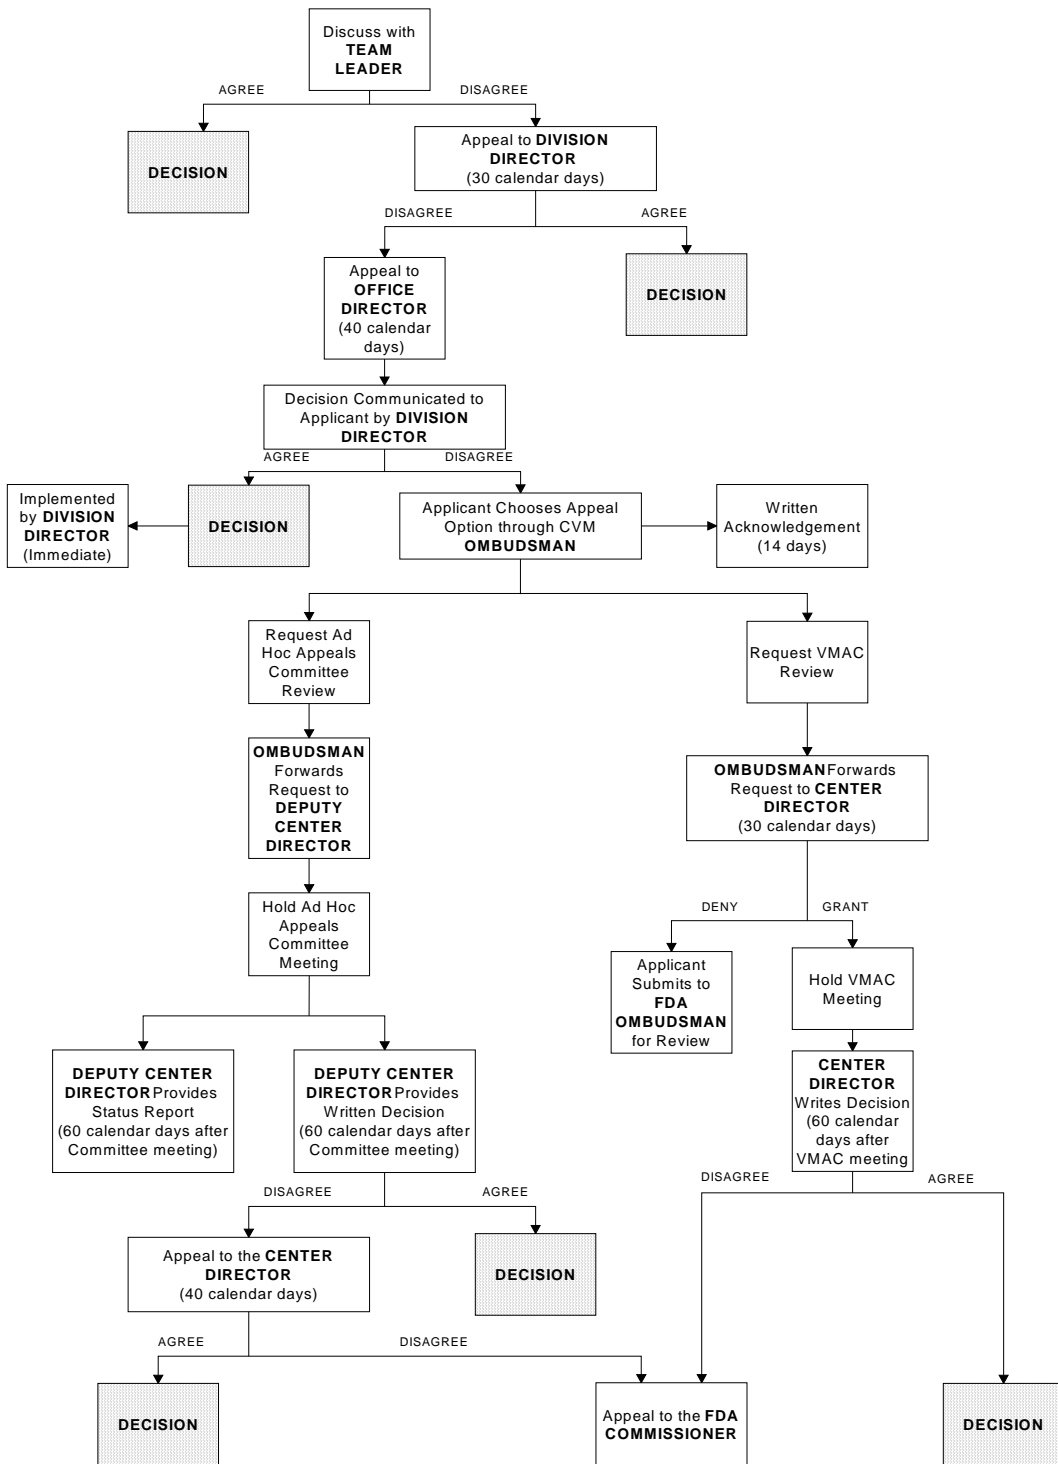 Discuss with
TEAM
LEADER
AGREE
DISAGREE
DECISION
Appeal to DIVISION
DIRECTOR
(30 calendar days)
DISAGREE
AGREE
Appeal to
OFFICE
DIRECTOR
(40 calendar
days)
DECISION
Decision Communicated to
Applicant by DIVISION
DIRECTOR
AGREE
DISAGREE
Implemented
by DIVISION
DIRECTOR
(Immediate)
DECISION
Applicant Chooses Appeal
Option through CVM
OMBUDSMAN
Written
Acknowledgement
(14 days)
Request Ad
Hoc Appeals
Committee
Review
Request VMAC
Review
OMBUDSMAN
Forwards
Request to
DEPUTY
CENTER
DIRECTOR
OMBUDSMAN Forwards
Request to CENTER
DIRECTOR
(30 calendar days)
Hold Ad Hoc
Appeals
Committee
Meeting
DENY
GRANT
Applicant
Submits to
FDA
OMBUDSMAN
for Review
Hold VMAC
Meeting
DEPUTY CENTER
DIRECTOR Provides
Status Report
(60 calendar days after
Committee meeting)
DEPUTY CENTER
DIRECTOR Provides
Written Decision
(60 calendar days after
Committee meeting)
CENTER
DIRECTOR
Writes Decision
(60 calendar
days after
VMAC meeting
DISAGREE
AGREE
DISAGREE
AGREE
Appeal to the CENTER
DIRECTOR
(40 calendar days)
DECISION
AGREE
DISAGREE
DECISION
Appeal to the FDA
COMMISSIONER
DECISION